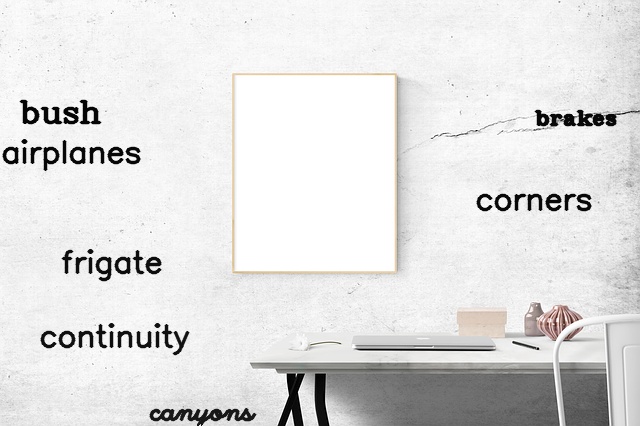 bush
brakes
airplanes
corners
frigate
continuity
canyons